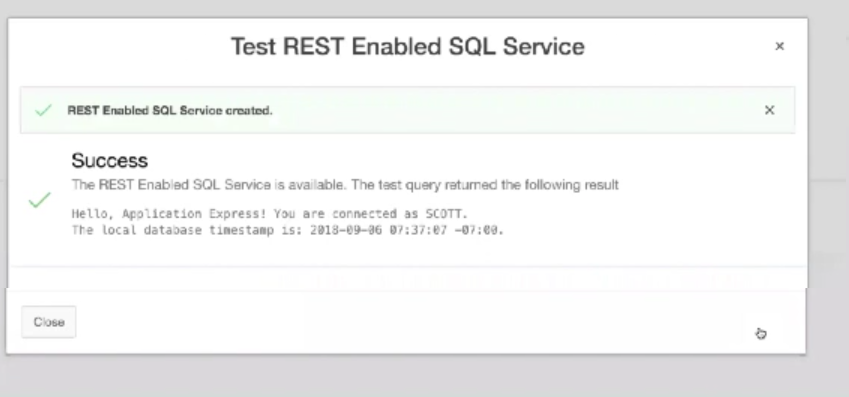 Test REST Enabled SQL Service
REST Enabled SQL Service created.
Success
The REST Enabled SQL Service is available. The test query returned the following result
Hello, Application Express! You are connected as SCOTT.
The local database timestamp is: 2018-09-06 07:37:07 -07:00.
Close